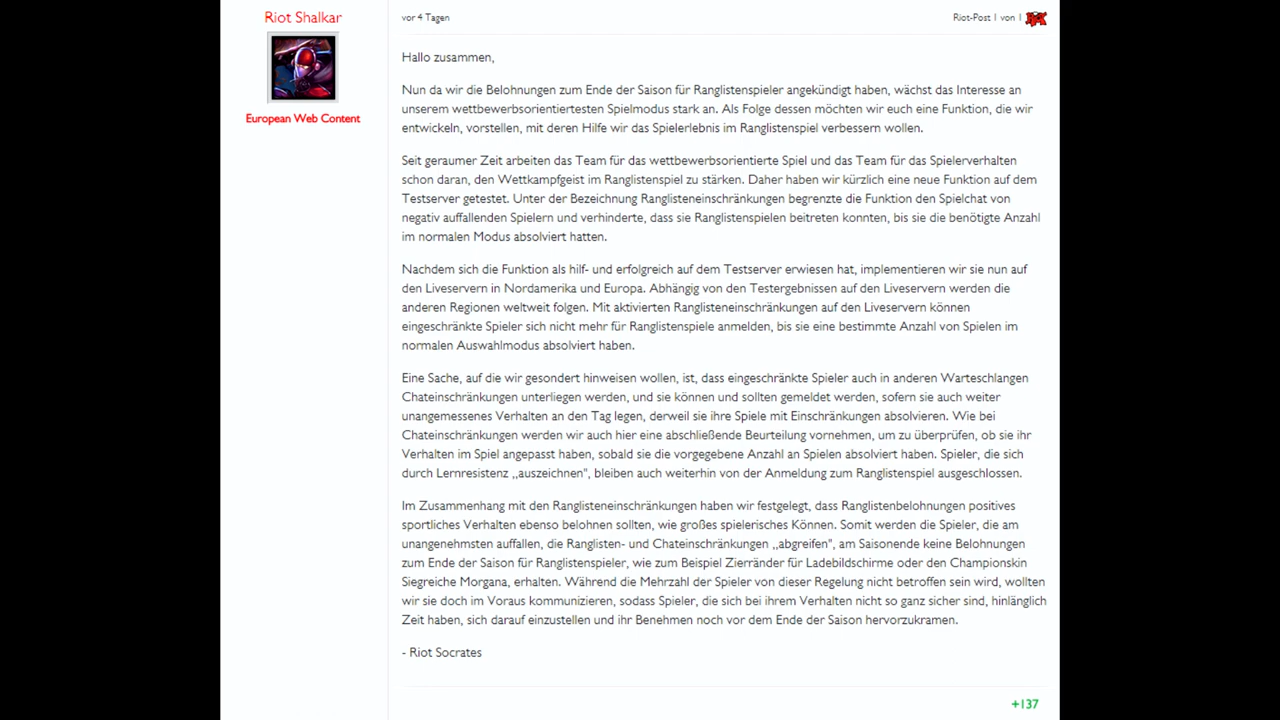 Riot Shalkar
European Web Content
vor 4 Tagen
Riot-Post 1 von 1
Hallo zusammen,
Nun da wir die Belohnungen zum Ende der Saison für Ranglistenspieler angekündigt haben, wächst das Interesse an
unserem wettbewerbsorientiertesten Spielmodus stark an. Als Folge dessen möchten wir euch eine Funktion, die wir
entwickeln, vorstellen, mit deren Hilfe wir das Spielerlebnis im Ranglistenspiel verbessern wollen.
Seit geraumer Zeit arbeiten das Team für das wettbewerbsorientierte Spiel und das Team für das Spielerverhalten
schon daran, den Wettkampfgeist im Ranglistenspiel zu stärken. Daher haben wir kürzlich eine neue Funktion auf dem
Testserver getestet. Unter der Bezeichnung Ranglisteneinschränkungen begrenzte die Funktion den Spielchat von
negativ auffallenden Spielern und verhinderte, dass sie Ranglistenspielen beitreten konnten, bis sie die benötigte Anzahl
im normalen Modus absolviert hatten.
Nachdem sich die Funktion als hilf- und erfolgreich auf dem Testserver erwiesen hat, implementieren wir sie nun auf
den Liveservern in Nordamerika und Europa. Abhängig von den Testergebnissen auf den Liveservern werden die
anderen Regionen weltweit folgen. Mit aktivierten Ranglisteneinschränkungen auf den Liveservern können
eingeschränkte Spieler sich nicht mehr für Ranglistenspiele anmelden, bis sie eine bestimmte Anzahl von Spielen im
normalen Auswahlmodus absolviert haben.
Eine Sache, auf die wir gesondert hinweisen wollen, ist, dass eingeschränkte Spieler auch in anderen Warteschlangen
Chateinschränkungen unterliegen werden, und sie können und sollten gemeldet werden, sofern sie auch weiter
unangemessenes Verhalten an den Tag legen, derweil sie ihre Spiele mit Einschränkungen absolvieren. Wie bei
Chateinschränkungen werden wir auch hier eine abschließende Beurteilung vornehmen, um zu überprüfen, ob sie ihr
Verhalten im Spiel angepasst haben, sobald sie die vorgegebene Anzahl an Spielen absolviert haben. Spieler, die sich
durch Lernresistenz „auszeichnen", bleiben auch weiterhin von der Anmeldung zum Ranglistenspiel ausgeschlossen.
Im Zusammenhang mit den Ranglisteneinschränkungen haben wir festgelegt, dass Ranglistenbelohnungen positives
sportliches Verhalten ebenso belohnen sollten, wie großes spielerisches Können. Somit werden die Spieler, die am
unangenehmsten auffallen, die Ranglisten- und Chateinschränkungen „abgreifen", am Saisonende keine Belohnungen
zum Ende der Saison für Ranglistenspieler, wie zum Beispiel Zierränder für Ladebildschirme oder den Championskin
Siegreiche Morgana, erhalten. Während die Mehrzahl der Spieler von dieser Regelung nicht betroffen sein wird, wollten
wir sie doch im Voraus kommunizieren, sodass Spieler, die sich bei ihrem Verhalten nicht so ganz sicher sind, hinlänglich
Zeit haben, sich darauf einzustellen und ihr Benehmen noch vor dem Ende der Saison hervorzukramen.
- Riot Socrates
+137